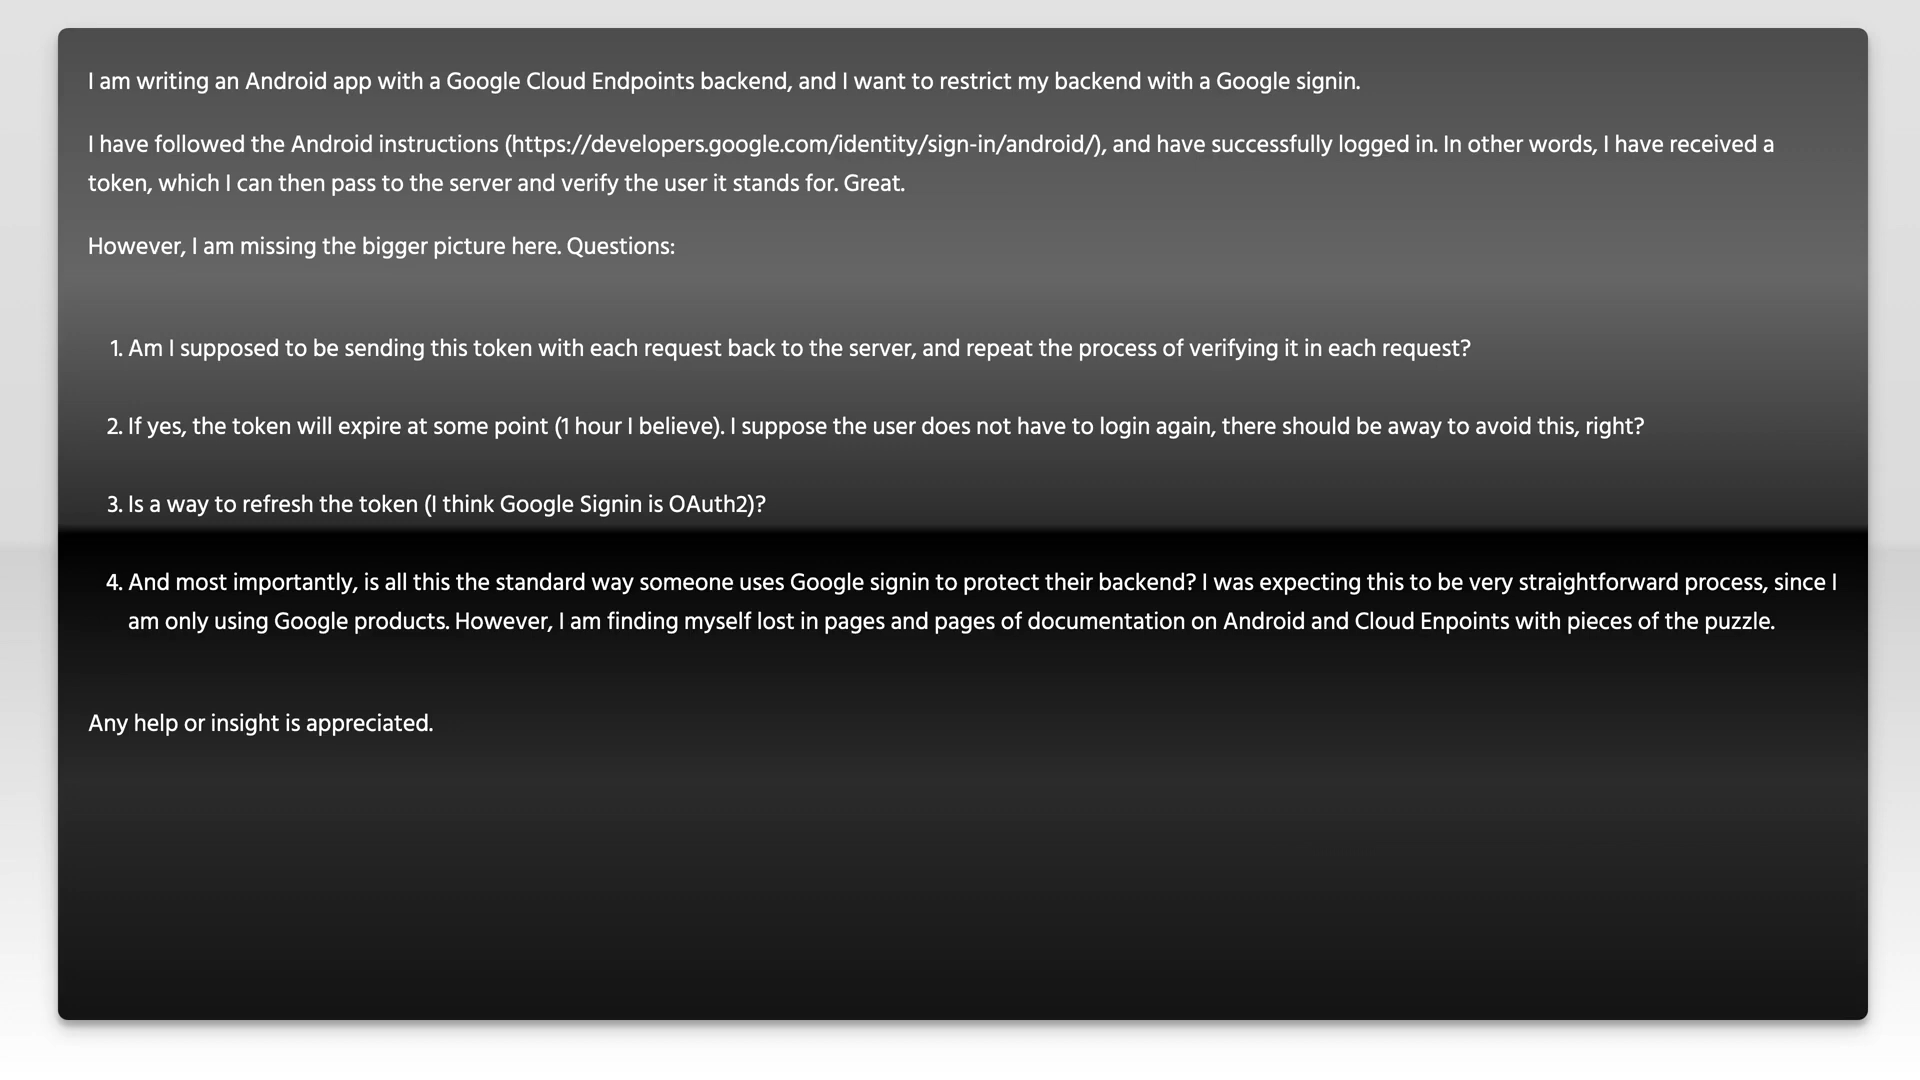 I am writing an Android app with a Google Cloud Endpoints backend, and I want to restrict my backend with a Google signin.
I have followed the Android instructions (https://developers.google.com/identity/sign-in/android/), and have successfully logged in. In other words, I have received a
token, which I can then pass to the server and verify the user it stands for. Great.
However, I am missing the bigger picture here. Questions:
1. Am I supposed to be sending this token with each request back to the server, and repeat the process of verifying it in each request?
2. If yes, the token will expire at some point (1 hour I believe). I suppose the user does not have to login again, there should be away to avoid this, right?
3. Is a way to refresh the token (I think Google Signin is OAuth2)?
4. And most importantly, is all this the standard way someone uses Google signin to protect their backend? I was expecting this to be very straightforward process, since I
am only using Google products. However, I am finding myself lost in pages and pages of documentation on Android and Cloud Enpoints with pieces of the puzzle.
Any help or insight is appreciated.